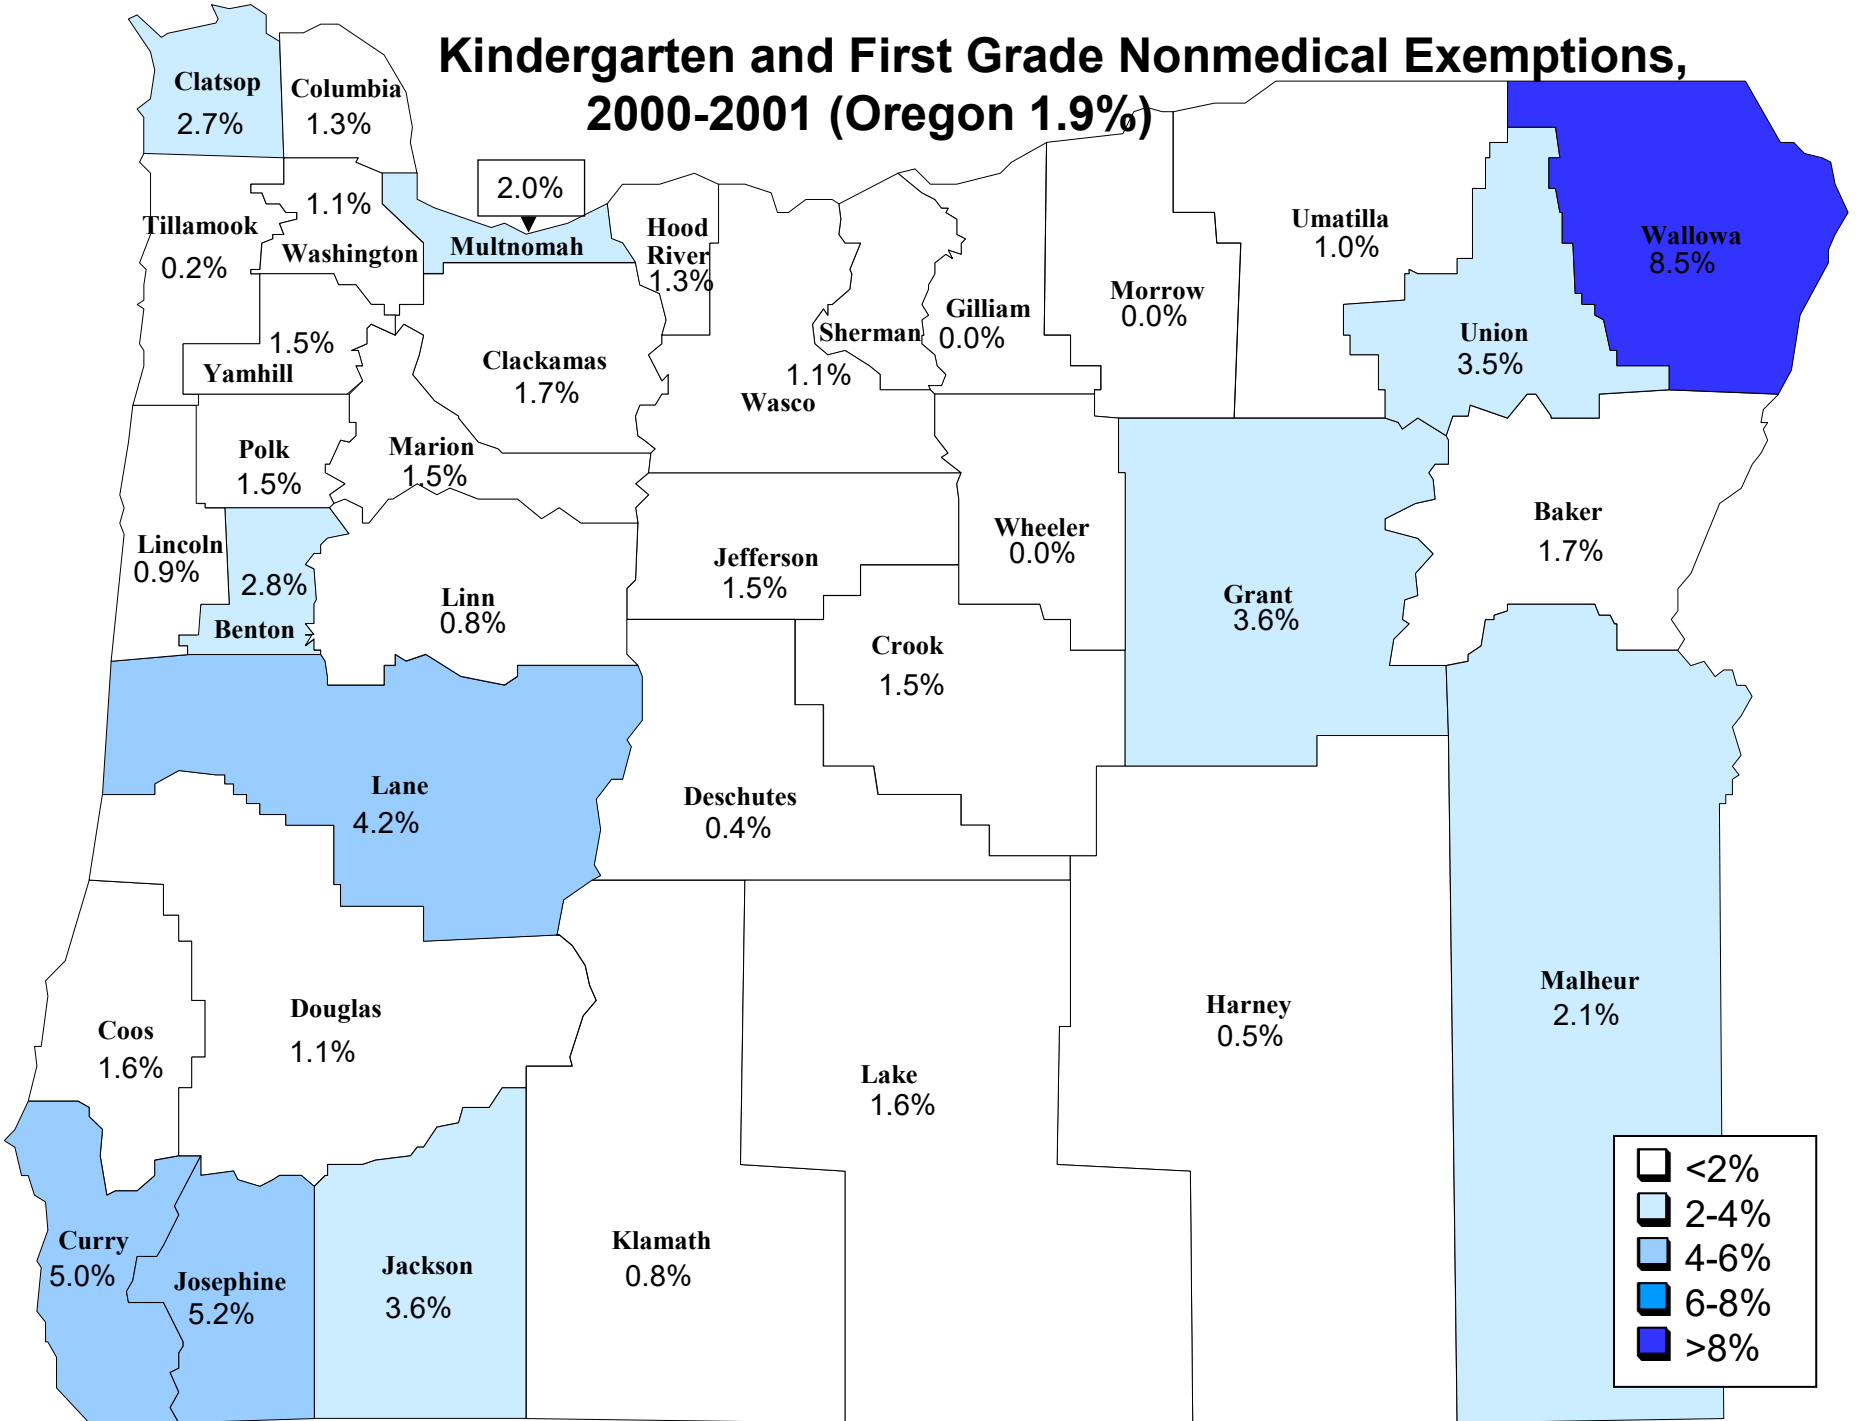 Kindergarten and First Grade Nonmedical Exemptions,
2000-2001 (Oregon 1.9%)
Clatsop
2.7%
Columbia
1.3%
2.0%
Multnomah
1.1%
Washington
Tillamook
0.2%
Hood
River
1.3%
Umatilla
1.0%
Wallowa
8.5%
Morrow
0.0%
Gilliam
0.0%
Sherman
Union
3.5%
1.5%
Yamhill
Clackamas
1.7%
1.1%
Wasco
Polk
1.5%
Marion
1.5%
Baker
1.7%
Wheeler
0.0%
Lincoln
0.9%
2.8%
Benton
Jefferson
1.5%
Linn
0.8%
Grant
3.6%
Crook
1.5%
Lane
4.2%
Deschutes
0.4%
Malheur
2.1%
Harney
0.5%
Douglas
1.1%
Coos
1.6%
Lake
1.6%
Curry
5.0%
Josephine
5.2%
Jackson
3.6%
Klamath
0.8%
<2%
2-4%
4-6%
6-8%
>8%